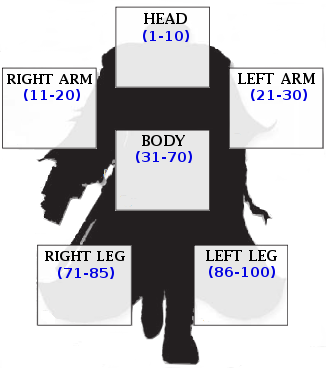 HEAD
(1-10)
RIGHT ARM
(11-20)
LEFT ARM
(21-30)
BODY
(31-70)
RIGHT LEG
(71-85)
LEFT LEG
(86-100)